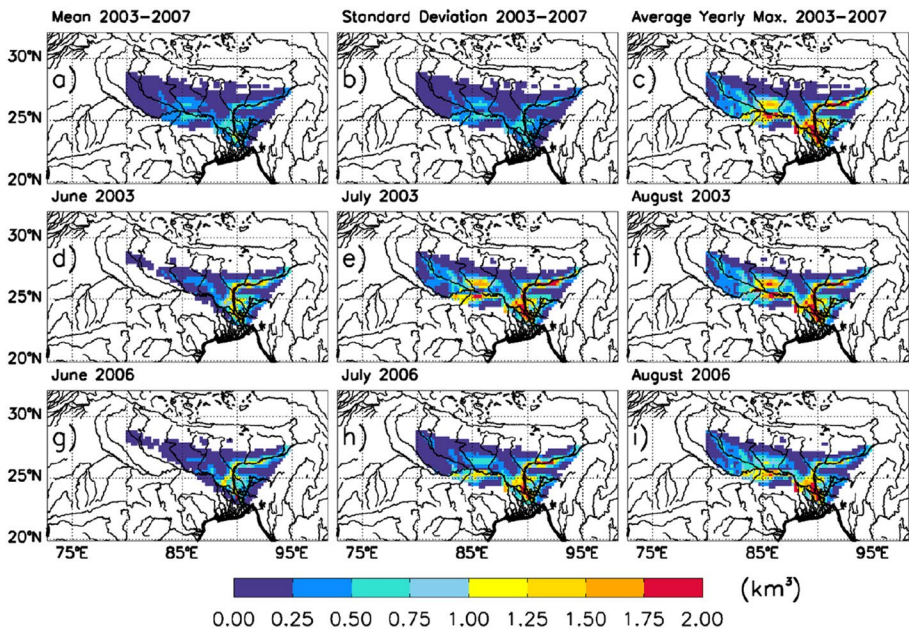 Mean 2003-2007 Standard Deviation 2003-2007 Average Yearly Max. 2003-2007
30°N a) b) c)
25°N
20°N
June 2003 July 2003 August 2003
30°N d) e) f)
25°N
20°N
June 2006 July 2006 August 2006
30°N g) h) i)
25°N
20°N
75°E 85°E 95°E 75°E 85°E 95°E 75°E 85°E 95°E
(km³)
0.00 0.25 0.50 0.75 1.00 1.25 1.50 1.75 2.00